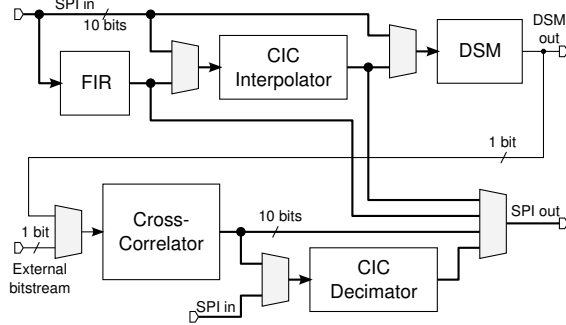 SPI in
10 bits
DSM
out
FIR
CIC
Interpolator
DSM
1 bit
Cross-
Correlator
10 bits
SPI out
1 bit
External
bitstream
CIC
Decimator
SPI in